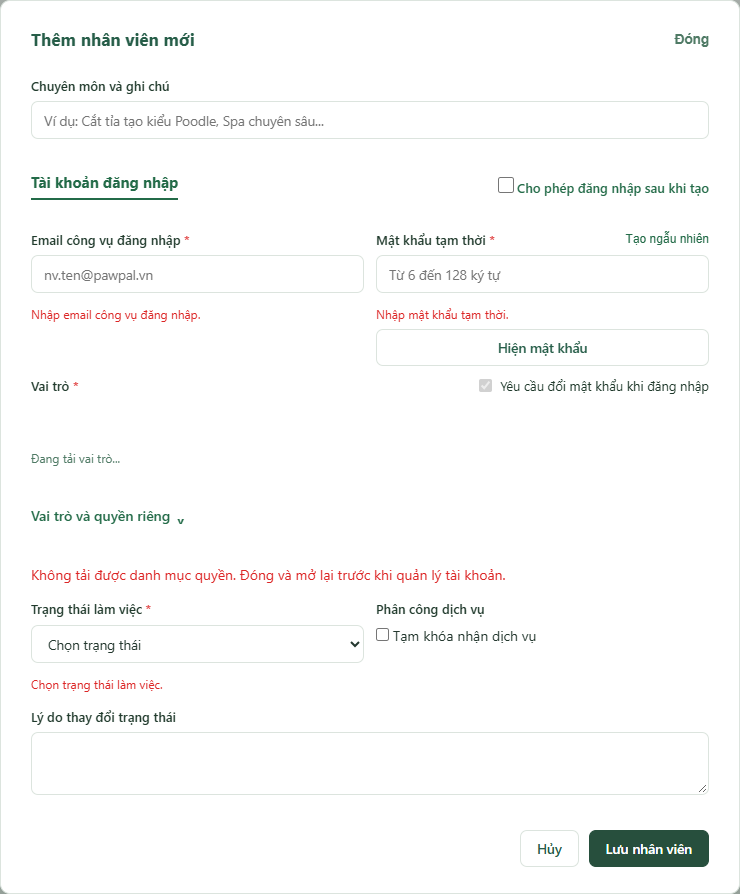 Thêm nhân viên mới
Đóng
Chuyên môn và ghi chú
Ví dụ: Cắt tỉa tạo kiểu Poodle, Spa chuyên sâu...
Tài khoản đăng nhập
Cho phép đăng nhập sau khi tạo
Email công vụ đăng nhập *
Mật khẩu tạm thời *
Tạo ngẫu nhiên
nv.ten@pawpal.vn
Từ 6 đến 128 ký tự
Nhập email công vụ đăng nhập.
Nhập mật khẩu tạm thời.
Hiện mật khẩu
Vai trò *
Yêu cầu đổi mật khẩu khi đăng nhập
Đang tải vai trò...
Vai trò và quyền riêng v
Không tải được danh mục quyền. Đóng và mở lại trước khi quản lý tài khoản.
Trạng thái làm việc *
Phân công dịch vụ
Chọn trạng thái
Tạm khóa nhận dịch vụ
Chọn trạng thái làm việc.
Lý do thay đổi trạng thái
Hủy
Lưu nhân viên